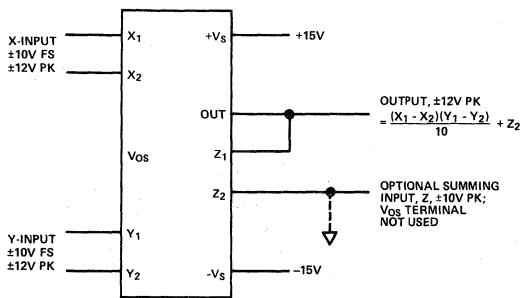 X-INPUT
±10V FS
±12V PK
X1
X2
+VS
+15V
OUT
OUTPUT, ±12V PK
= (X1 - X2)(Y1 - Y2) / 10 + Z2
Z1
VOS
Z2
OPTIONAL SUMMING
INPUT, Z, ±10V PK;
VOS TERMINAL
NOT USED
Y-INPUT
±10V FS
±12V PK
Y1
Y2
-VS
-15V